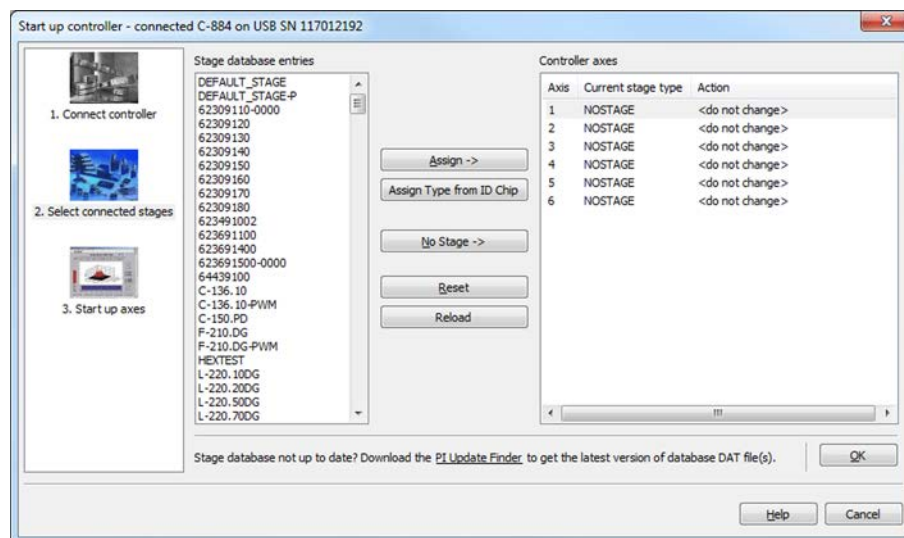 Start up controller - connected C-884 on USB SN 117012192
1. Connect controller
2. Select connected stages
3. Start up axes
Stage database entries
DEFAULT_STAGE
DEFAULT_STAGE-P
62309110-0000
62309120
62309130
62309140
62309150
62309160
62309170
62309180
623491002
623691100
623691400
623691500-0000
64439100
C-136.10
C-136.10-PWM
C-150.PD
F-210.DG
F-210.DG-PWM
HEXTEST
L-220.10DG
L-220.20DG
L-220.50DG
L-220.70DG
Assign ->
Assign Type from ID Chip
No Stage ->
Reset
Reload
Controller axes
Axis Current stage type Action
1 NOSTAGE <do not change>
2 NOSTAGE <do not change>
3 NOSTAGE <do not change>
4 NOSTAGE <do not change>
5 NOSTAGE <do not change>
6 NOSTAGE <do not change>
Stage database not up to date? Download the PI Update Finder to get the latest version of database DAT file(s).
OK
Help
Cancel